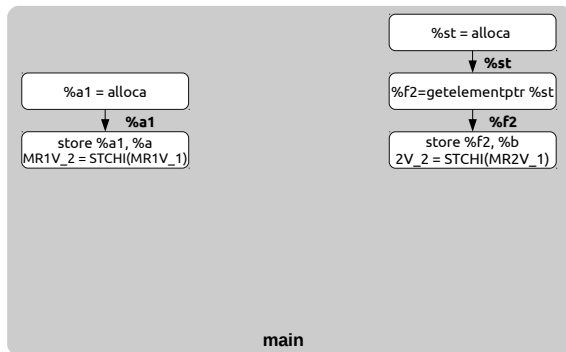 %st = alloca
%st
%a1 = alloca
%f2=getelementptr %st
%a1
%f2
store %a1, %a
MR1V_2 = STCHI(MR1V_1)
store %f2, %b
2V_2 = STCHI(MR2V_1)
main